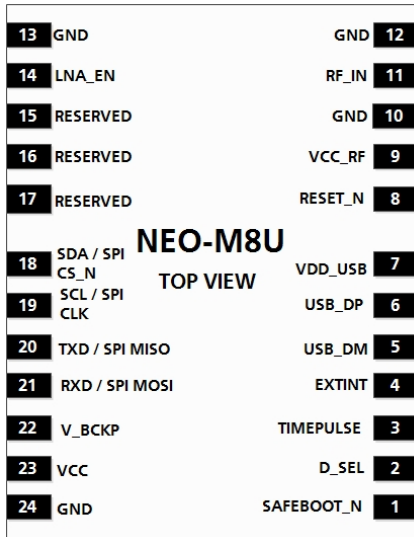 13 GND GND 12
14 LNA_EN RF_IN 11
15 RESERVED GND 10
16 RESERVED VCC_RF 9
17 RESERVED RESET_N 8
NEO-M8U
TOP VIEW
18 SDA / SPI
CS_N
VDD_USB 7
19 SCL / SPI
CLK
USB_DP 6
20 TXD / SPI MISO USB_DM 5
21 RXD / SPI MOSI EXTINT 4
22 V_BCKP TIMEPULSE 3
23 VCC D_SEL 2
24 GND SAFEBOOT_N 1